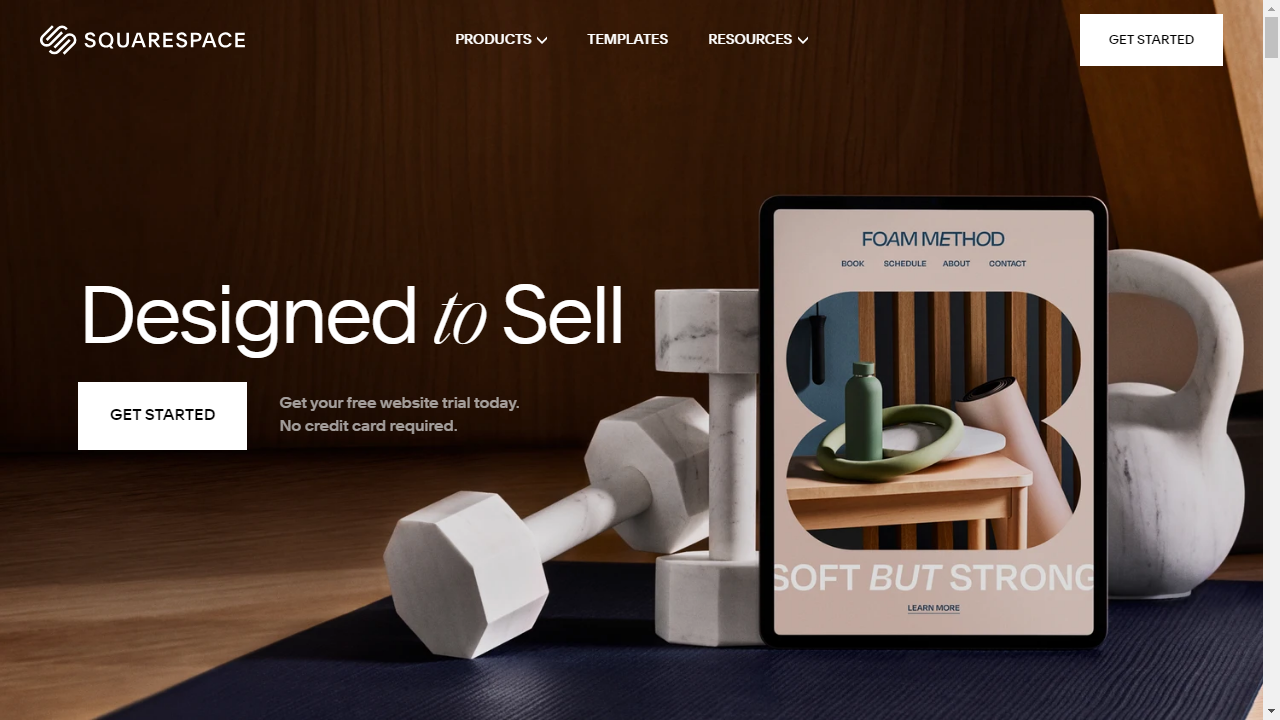 SQUARESPACE
PRODUCTS
TEMPLATES
RESOURCES
GET STARTED
FOAM METHOD
BOOK SCHEDULE ABOUT CONTACT
Designed to Sell
GET STARTED
Get your free website trial today.
No credit card required.
SOFT BUT STRONG
LEARN MORE